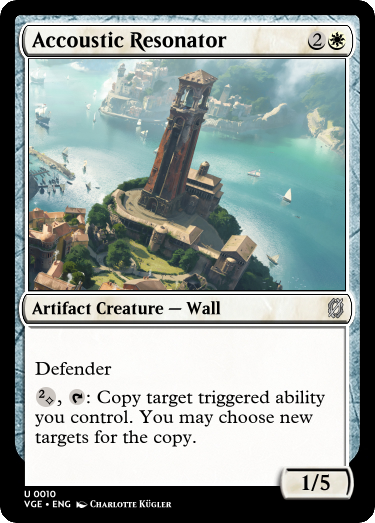 Accoustic Resonator 2
Artifact Creature — Wall
Defender
2, : Copy target triggered ability
you control. You may choose new
targets for the copy.
1/5
U 0010
VGE • ENG Charlotte Kügler